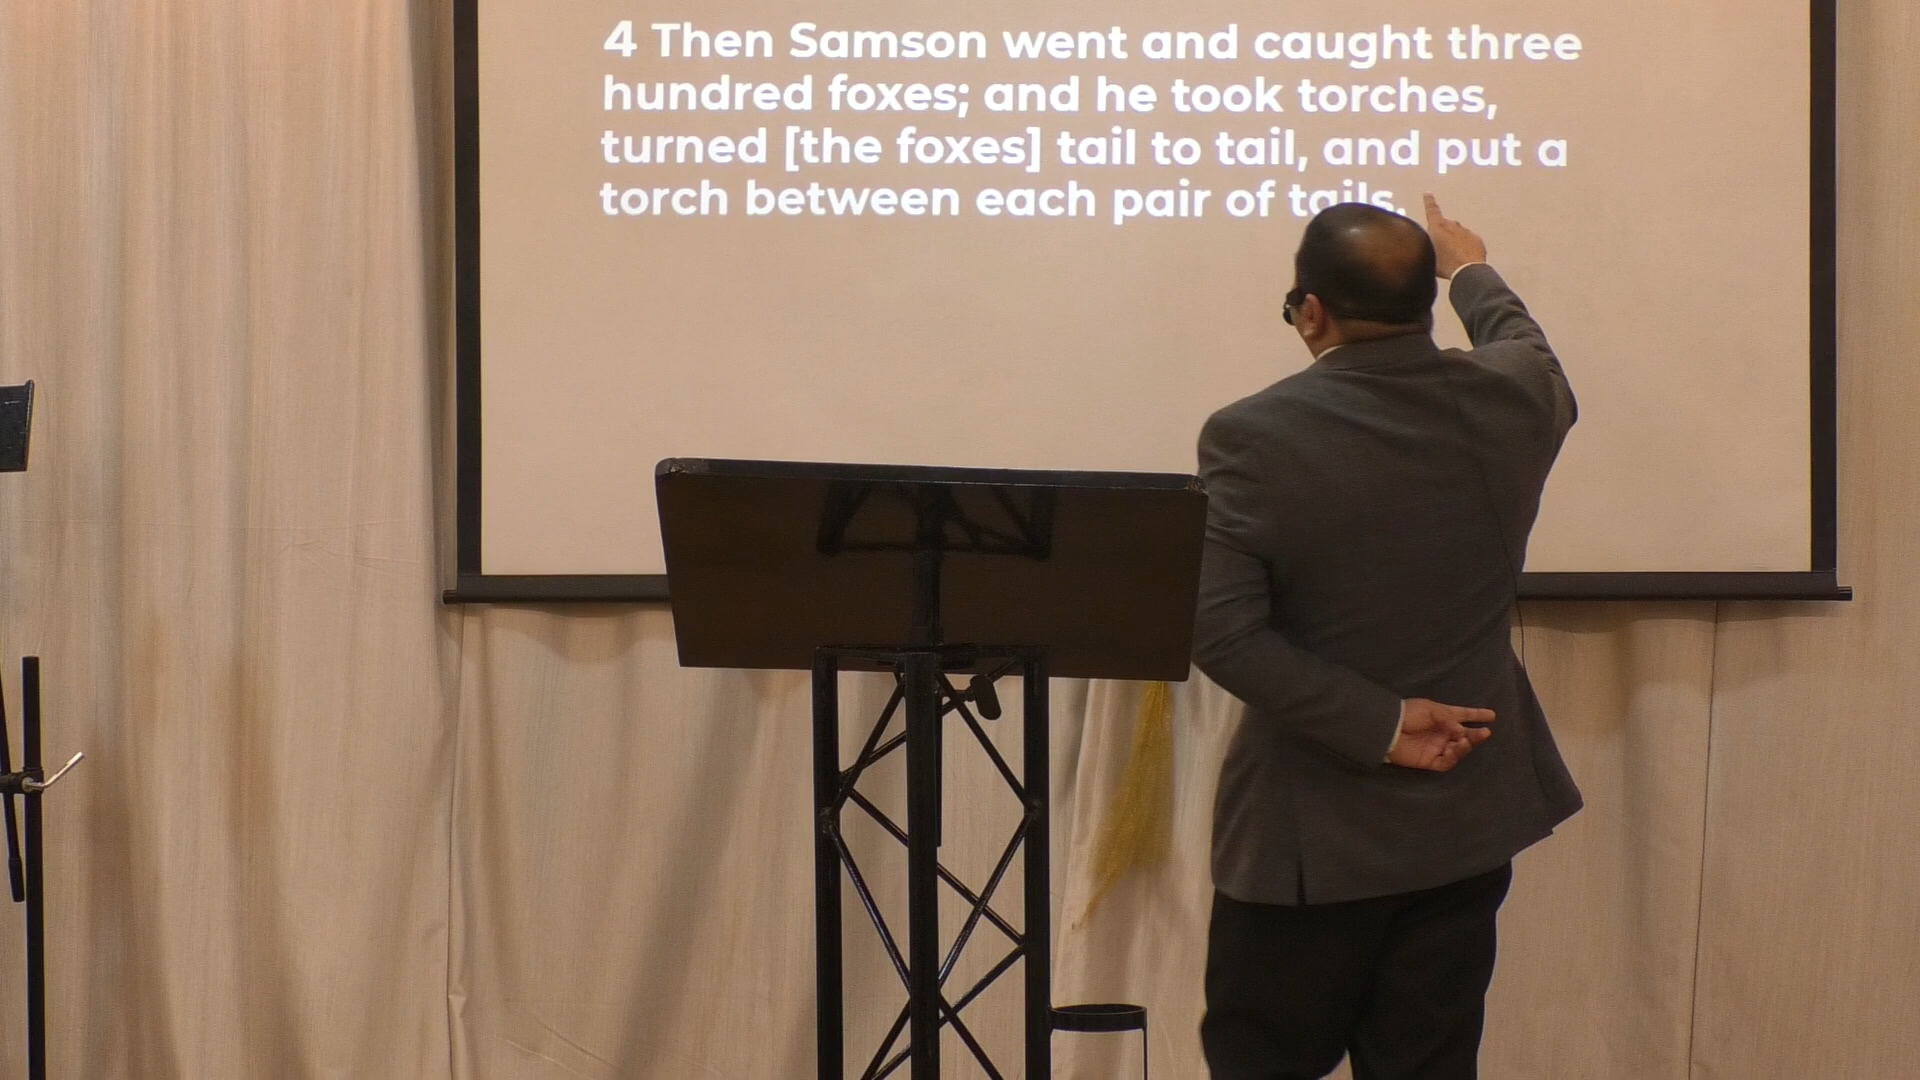 4 Then Samson went and caught three
hundred foxes; and he took torches,
turned [the foxes] tail to tail, and put a
torch between each pair of tails.